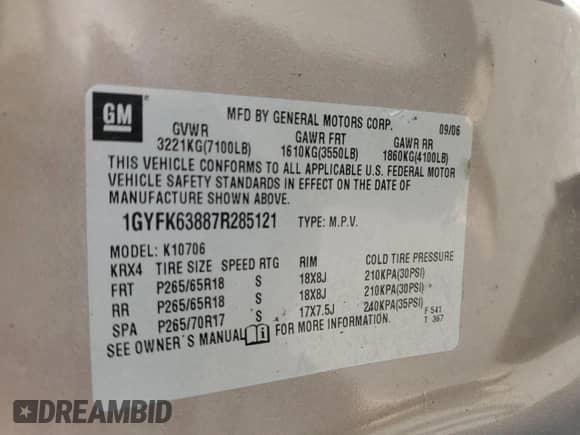 GM
MFD BY GENERAL MOTORS CORP. 09/06
GVWR GAWR FRT GAWR RR
3221KG(7100LB) 1610KG(3550LB) 1860KG(4100LB)
THIS VEHICLE CONFORMS TO ALL APPLICABLE U.S. FEDERAL MOTOR
VEHICLE SAFETY STANDARDS IN EFFECT ON THE DATE OF
MANUFACTURE SHOWN ABOVE.
1GYFK63887R285121 TYPE: M.P.V.
MODEL: K10706
KRX4 TIRE SIZE SPEED RTG RIM COLD TIRE PRESSURE
FRT P265/65R18 S 18X8J 210KPA(30PSI)
RR P265/65R18 S 18X8J 210KPA(30PSI)
SPA P265/70R17 S 17X7.5J 240KPA(35PSI)
F 541
SEE OWNER'S MANUAL FOR MORE INFORMATION. T 367
DREAMBID